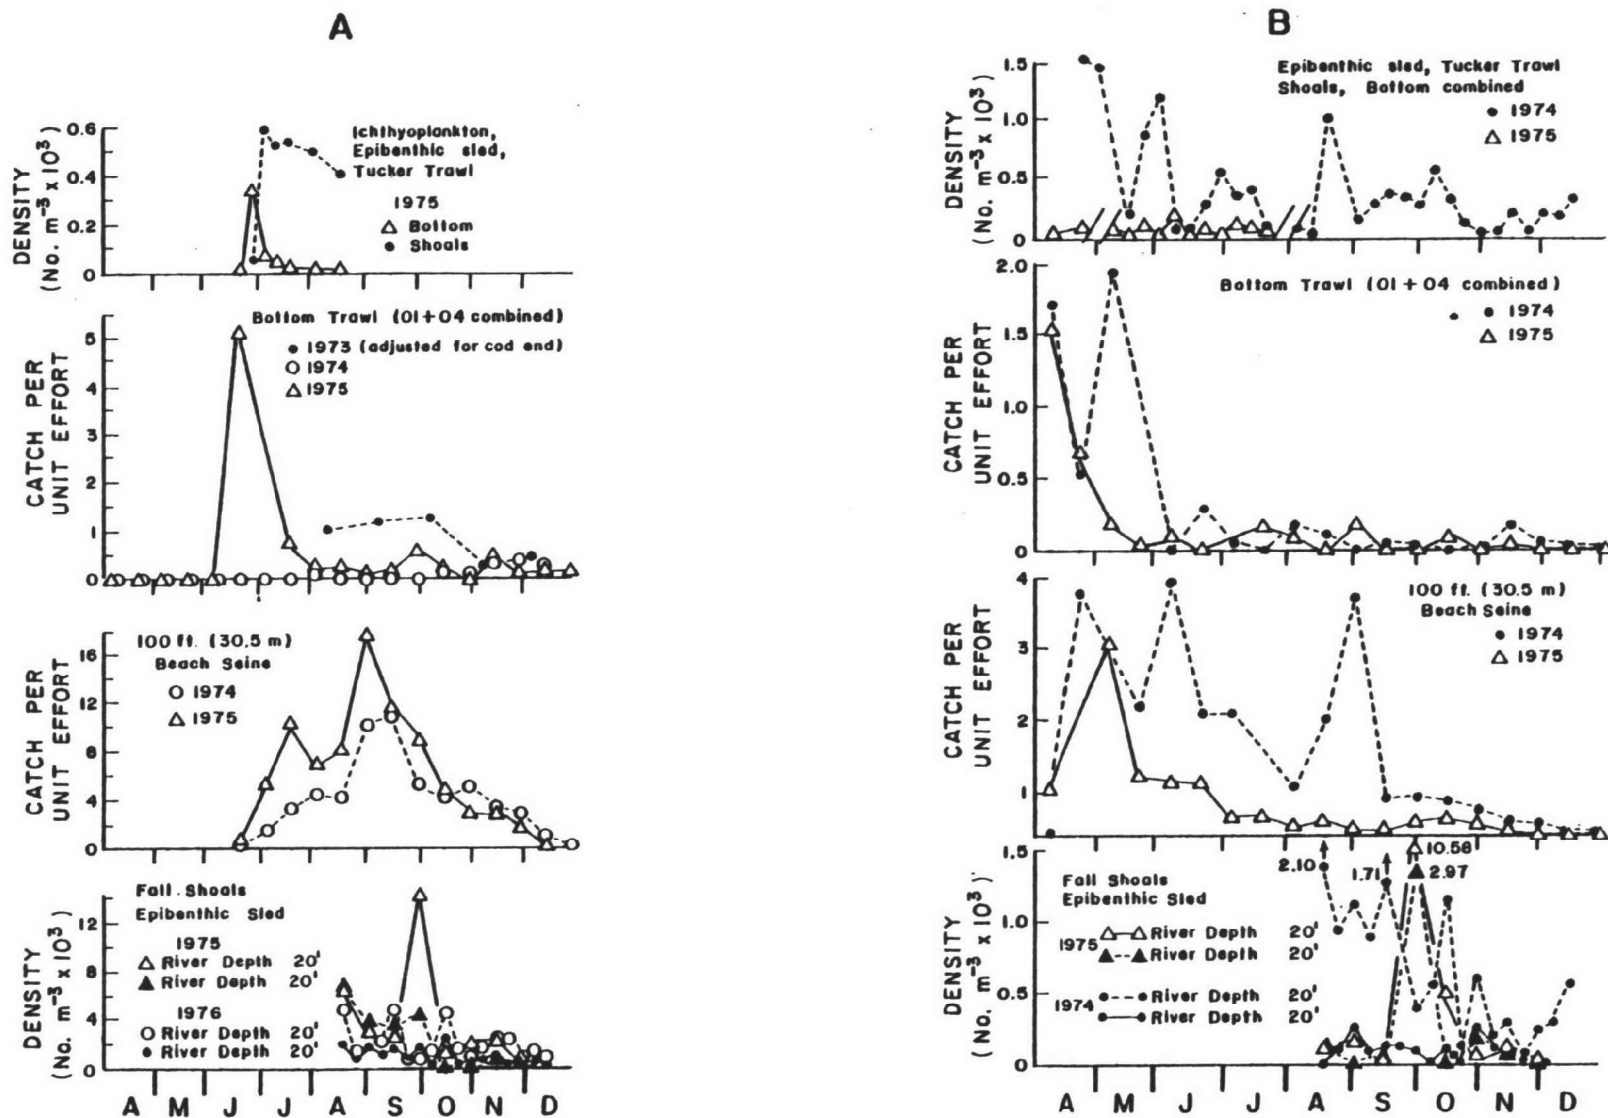 A
0.6
0.4
0.2
0
DENSITY
(No. m⁻³ x 10³)
Ichthyoplankton,
Epibenthic sled,
Tucker Trawl
1975
△ Bottom
● Shoals
5
4
3
2
1
0
CATCH PER
UNIT EFFORT
Bottom Trawl (01+04 combined)
● 1973 (adjusted for cod end)
○ 1974
△ 1975
16
12
8
4
0
CATCH PER
UNIT EFFORT
100 ft. (30.5 m)
Beach Seine
○ 1974
△ 1975
12
8
4
0
DENSITY
(No. m⁻³ x 10³)
Fall Shoals
Epibenthic Sled
1975
△ River Depth 20'
▲ River Depth 20'
1976
○ River Depth 20'
● River Depth 20'
A M J J A S O N D
B
1.5
1.0
0.5
0
DENSITY
(No. m⁻³ x 10³)
Epibenthic sled, Tucker Trawl
Shoals, Bottom combined
● 1974
△ 1975
2.0
1.5
1.0
0.5
0
CATCH PER
UNIT EFFORT
Bottom Trawl (01+04 combined)
● 1974
△ 1975
4
3
2
1
CATCH PER
UNIT EFFORT
100 ft. (30.5 m)
Beach Seine
● 1974
△ 1975
1.5
1.0
0.5
0
DENSITY
(No. m⁻³ x 10³)
2.10
1.71
10.58
2.97
Fall Shoals
Epibenthic Sled
1975 △—△ River Depth 20'
▲--▲ River Depth 20'
1974 ●--● River Depth 20'
●—● River Depth 20'
A M J J A S O N D